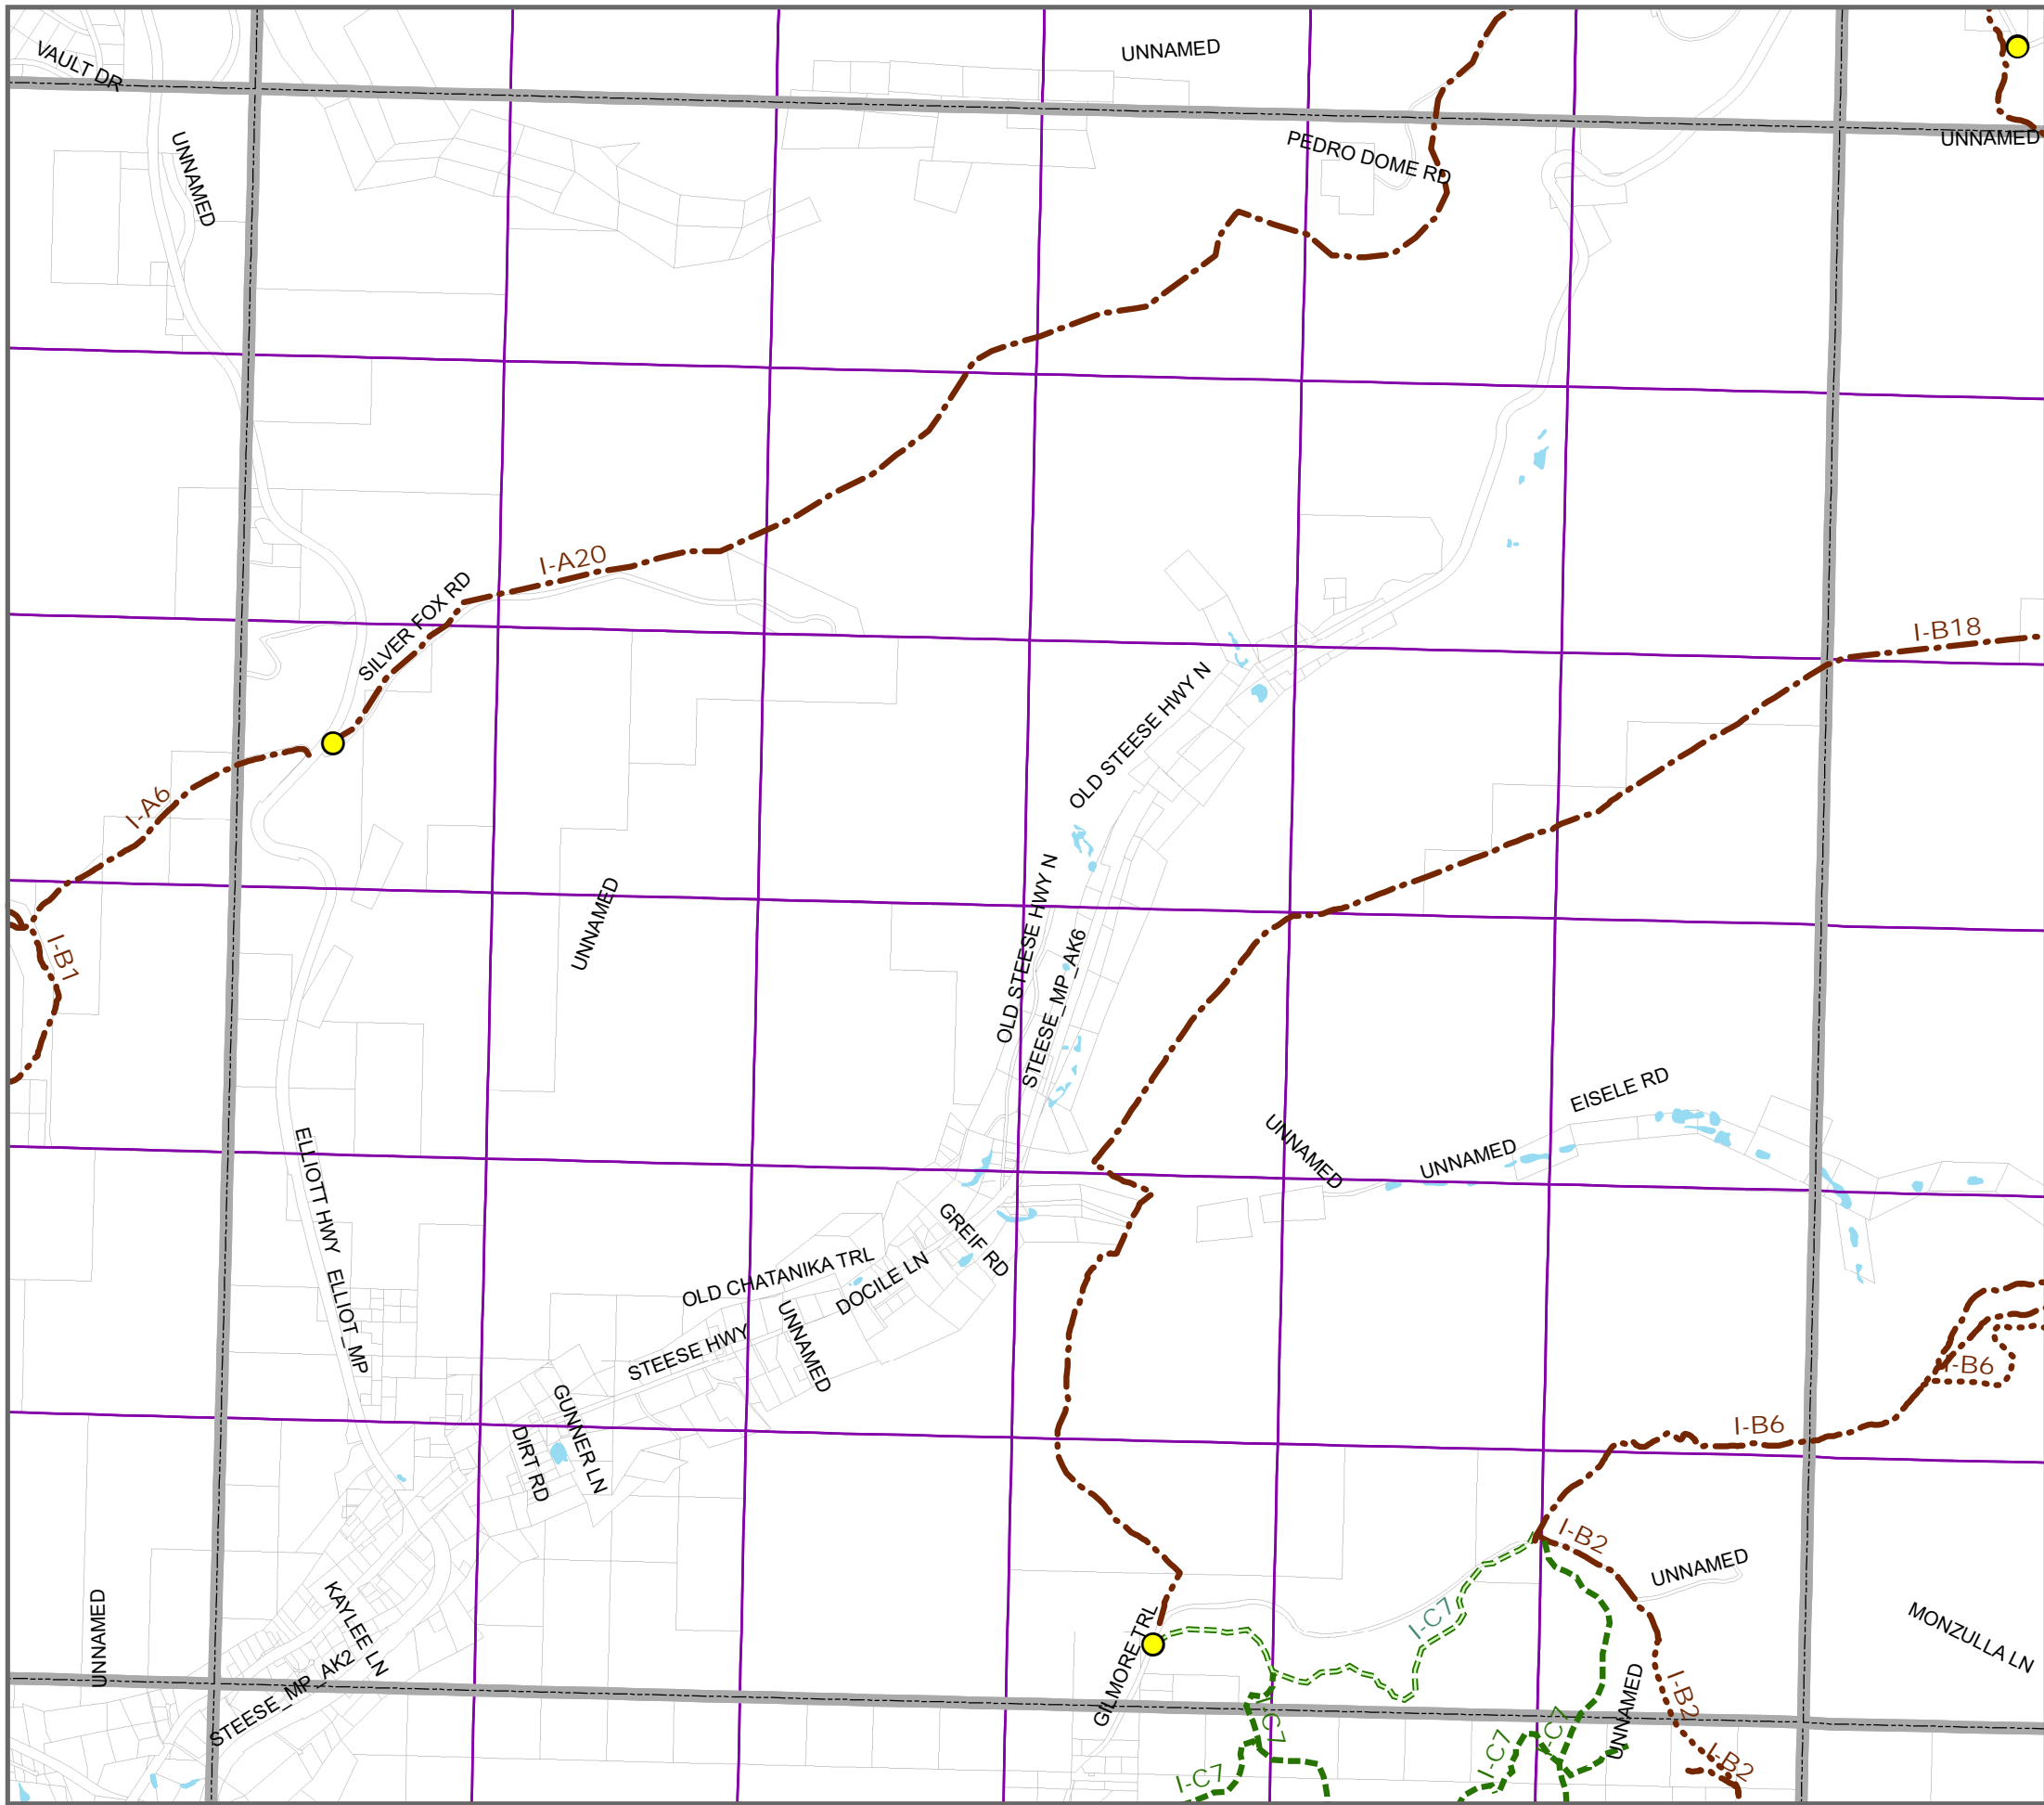 VAULT DR
UNNAMED
UNNAMED
PEDRO DOME RD
UNNAMED
UNNAMED
I-A20
SILVER FOX RD
I-B18
OLD STEESE HWY N
I-A6
OLD STEESE HWY N
UNNAMED
STEESE_MP_AK6
I-B1
EISELE RD
UNNAMED
UNNAMED
ELLIOTT HWY
GREIF RD
OLD CHATANIKA TRL
DOCILE LN
ELLIOT_MP
UNNAMED
STEESE HWY
I-B6
GUNNER LN
DIRT RD
I-B6
I-B2
UNNAMED
UNNAMED
KAYLEE LN
I-C7
GILMORE TRL
MONZULLA LN
STEESE_MP_AK2
I-B2
UNNAMED
I-C7
I-C7
I-C7
I-B2
I-C7